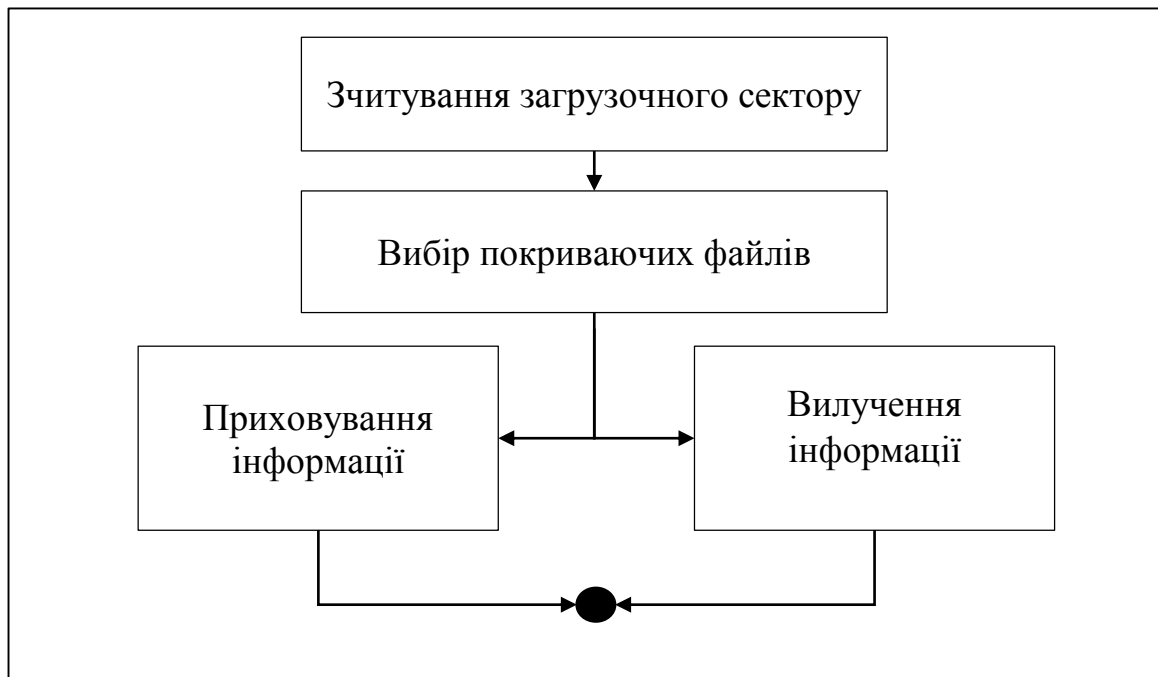 Зчитування загрузочного сектору
Вибір покриваючих файлів
Приховування
інформації
Вилучення
інформації